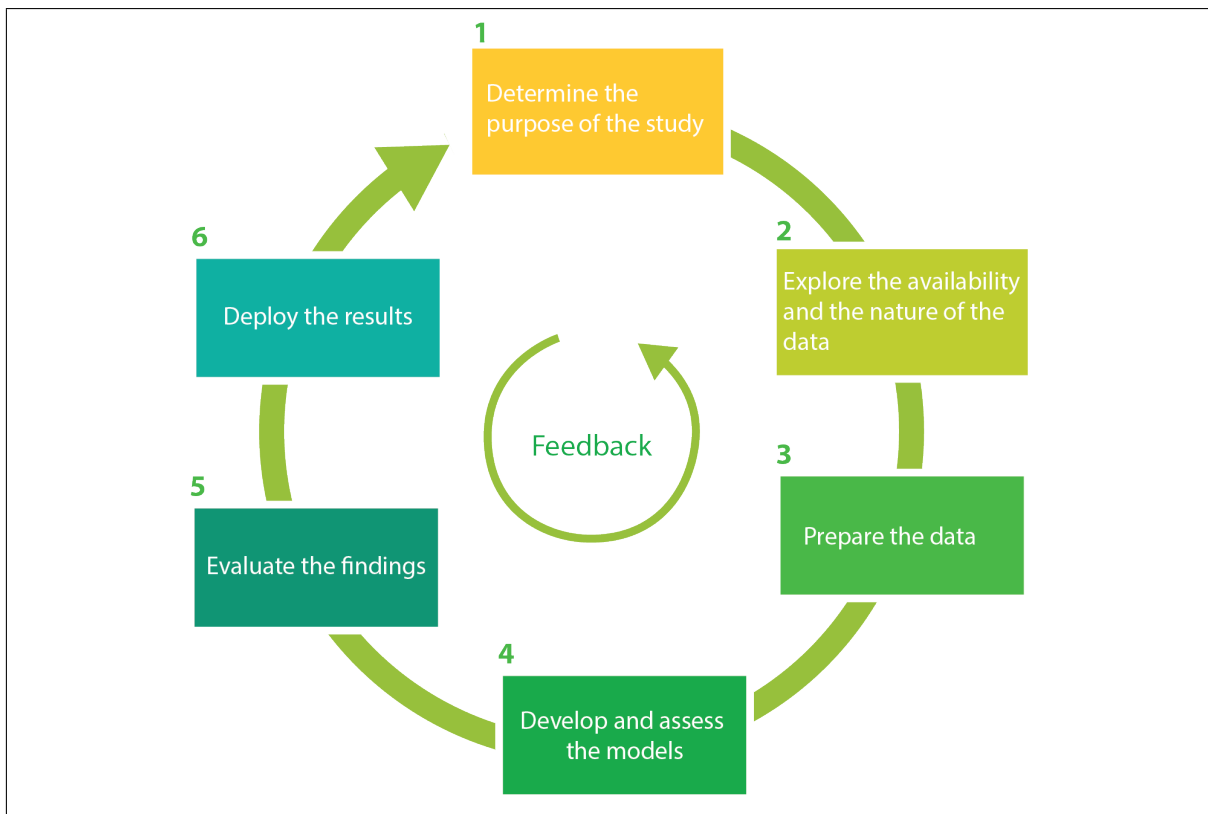 1
Determine the
purpose of the study
2
Explore the availability
and the nature of the
data
3
Prepare the data
4
Develop and assess
the models
5
Evaluate the findings
6
Deploy the results
Feedback